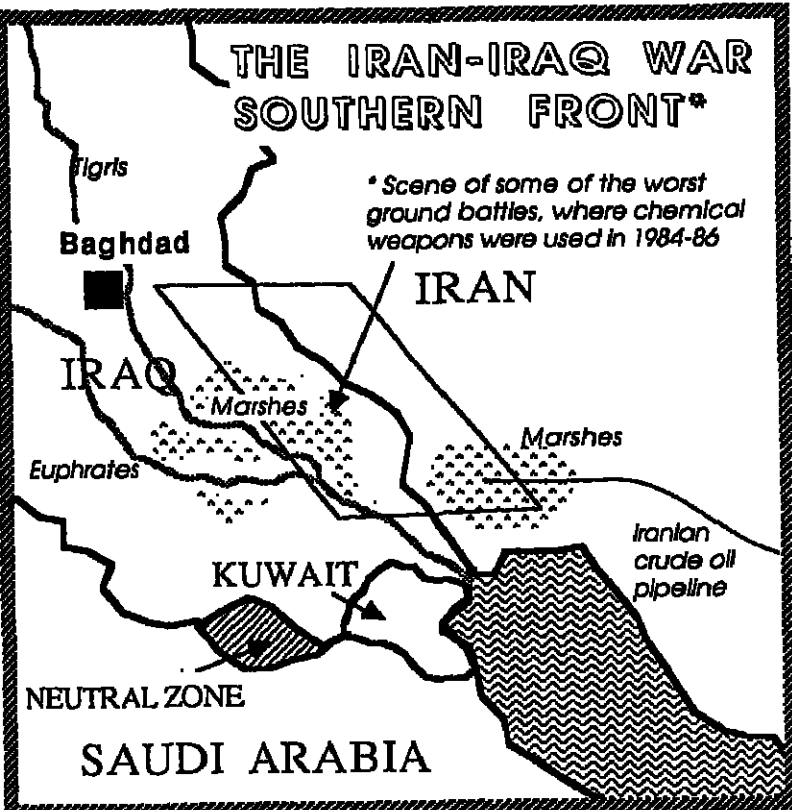 THE IRAN-IRAQ WAR
SOUTHERN FRONT*
Tigris
* Scene of some of the worst
ground battles, where chemical
weapons were used in 1984-86
Baghdad
IRAN
IRAQ
Marshes
Marshes
Euphrates
Iranian
crude oil
pipeline
KUWAIT
NEUTRAL ZONE
SAUDI ARABIA